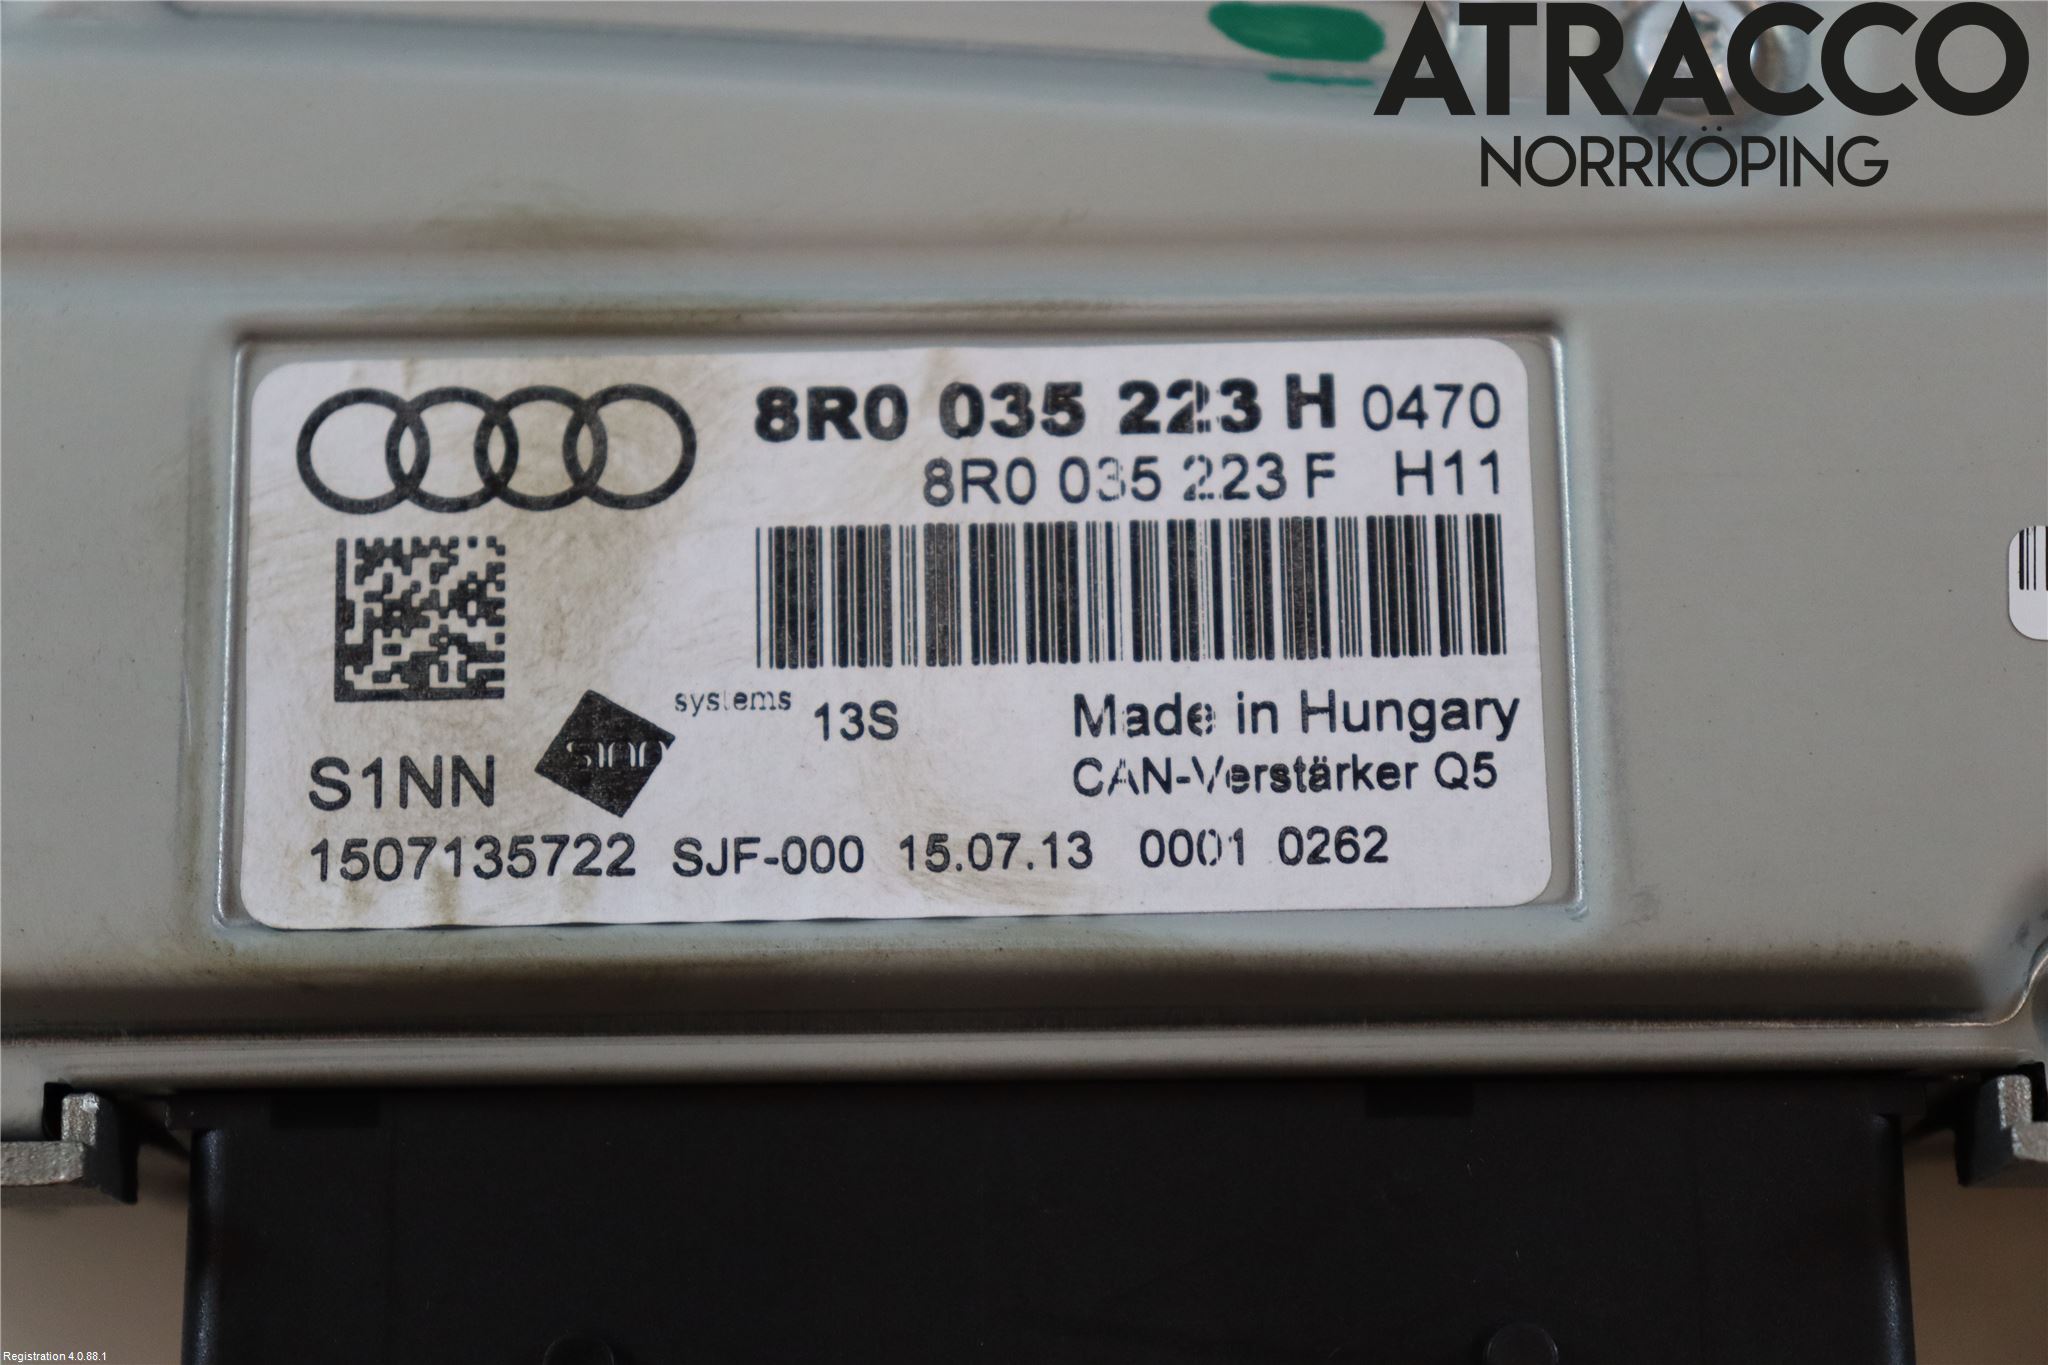 ATRACCO
NORRKÖPING
8R0 035 223 H 0470
8R0 035 223 F H11
systems 13S
Made in Hungary
CAN-Verstärker Q5
S1NN
1507135722 SJF-000 15.07.13 0001 0262
Registration 4.0.88.1